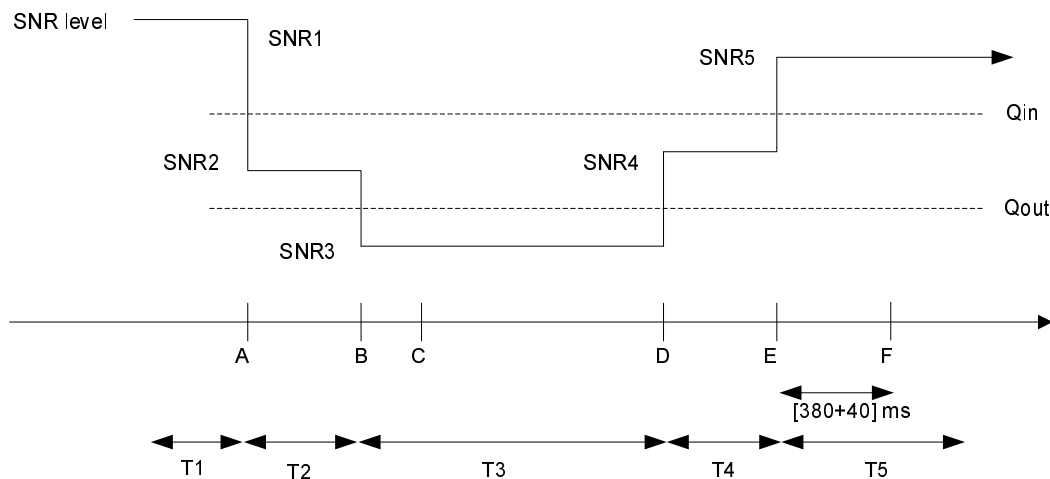 SNR level
SNR1
SNR5
Qin
SNR2
SNR4
Qout
SNR3
A B C D E F
[380+40] ms
T1 T2 T3 T4 T5